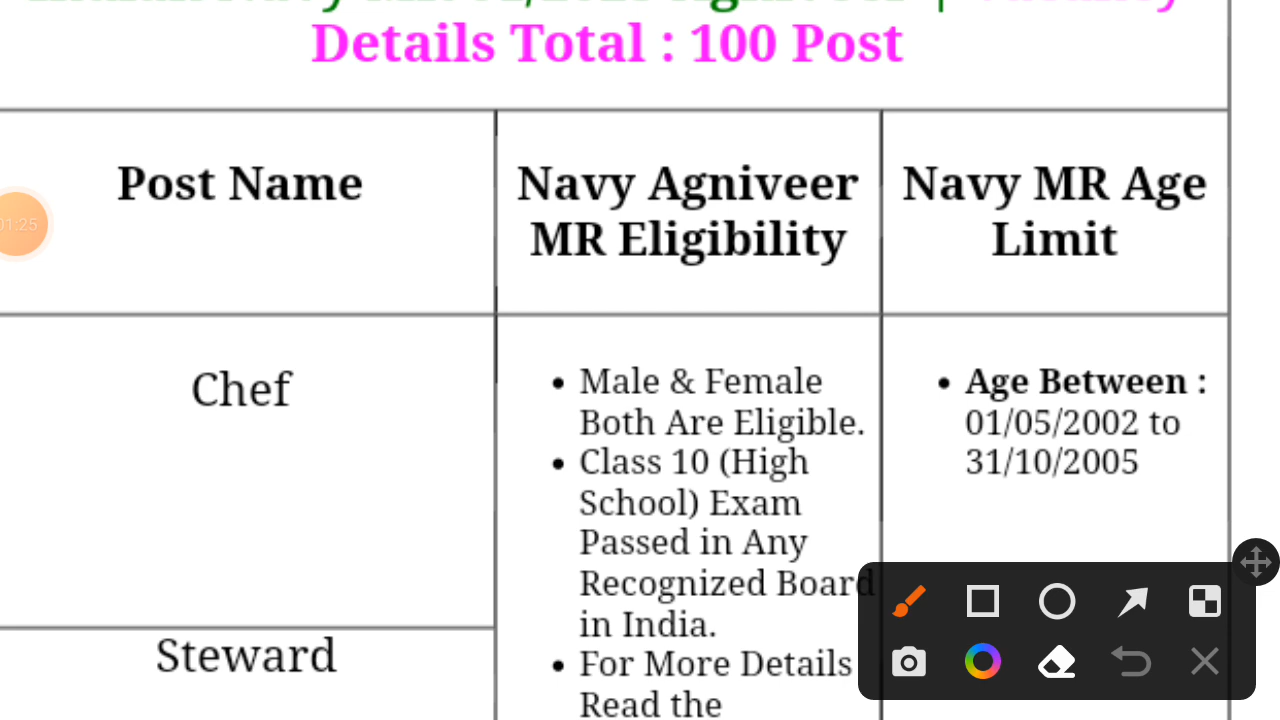 Details Total : 100 Post
Post Name
Navy Agniveer
MR Eligibility
Navy MR Age
Limit
01:25
Chef
• Male & Female
Both Are Eligible.
• Class 10 (High
School) Exam
Passed in Any
Recognized Board
in India.
• For More Details
Read the
• Age Between :
01/05/2002 to
31/10/2005
Steward